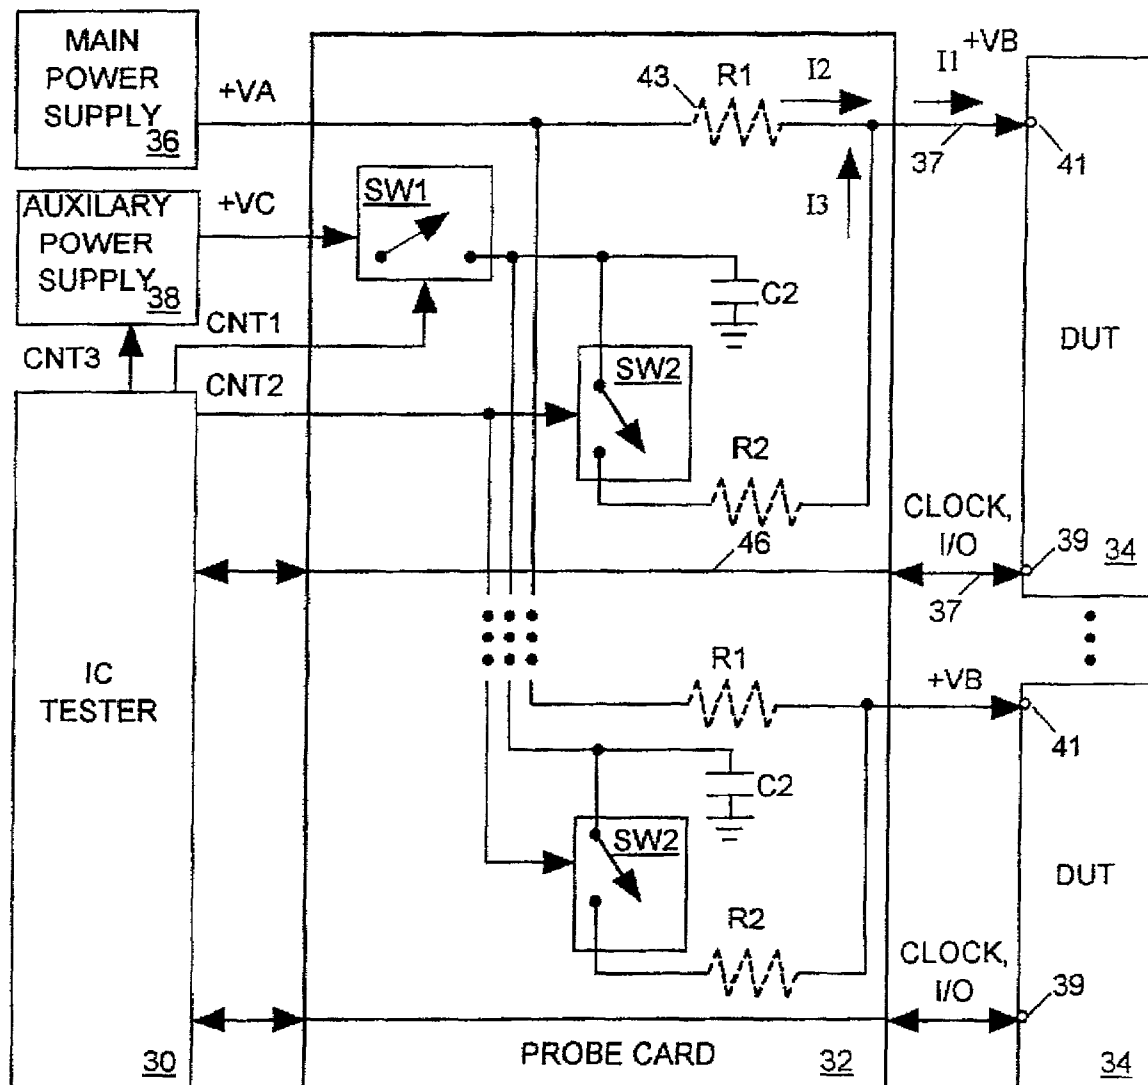 MAIN
POWER
SUPPLY
36
+VA
43
R1
I2
I1
+VB
37
41
AUXILARY
POWER
SUPPLY
38
+VC
SW1
I3
C2
DUT
CNT3
CNT1
CNT2
SW2
R2
46
CLOCK,
I/O
39
34
37
IC
TESTER
R1
+VB
41
C2
SW2
DUT
R2
CLOCK,
I/O
39
30
PROBE CARD
32
34